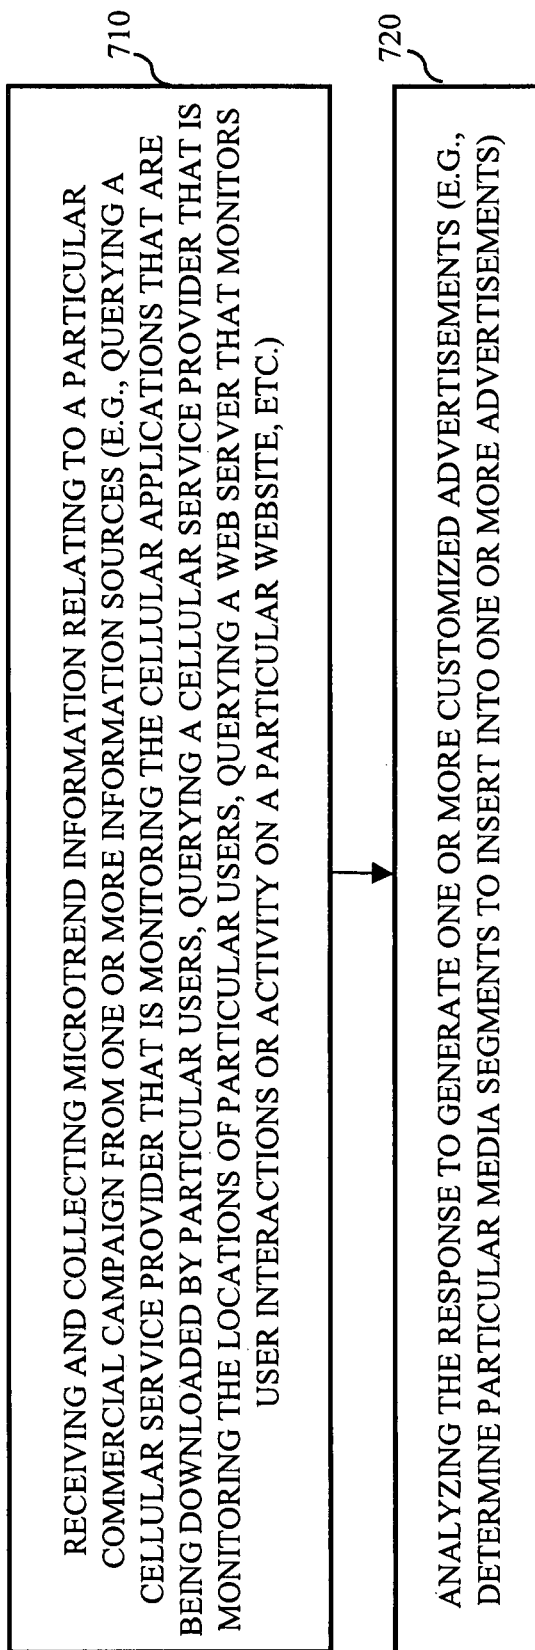 710
RECEIVING AND COLLECTING MICROTREND INFORMATION RELATING TO A PARTICULAR
COMMERCIAL CAMPAIGN FROM ONE OR MORE INFORMATION SOURCES (E.G., QUERYING A
CELLULAR SERVICE PROVIDER THAT IS MONITORING THE CELLULAR APPLICATIONS THAT ARE
BEING DOWNLOADED BY PARTICULAR USERS, QUERYING A CELLULAR SERVICE PROVIDER THAT IS
MONITORING THE LOCATIONS OF PARTICULAR USERS, QUERYING A WEB SERVER THAT MONITORS
USER INTERACTIONS OR ACTIVITY ON A PARTICULAR WEBSITE, ETC.)
720
ANALYZING THE RESPONSE TO GENERATE ONE OR MORE CUSTOMIZED ADVERTISEMENTS (E.G.,
DETERMINE PARTICULAR MEDIA SEGMENTS TO INSERT INTO ONE OR MORE ADVERTISEMENTS)